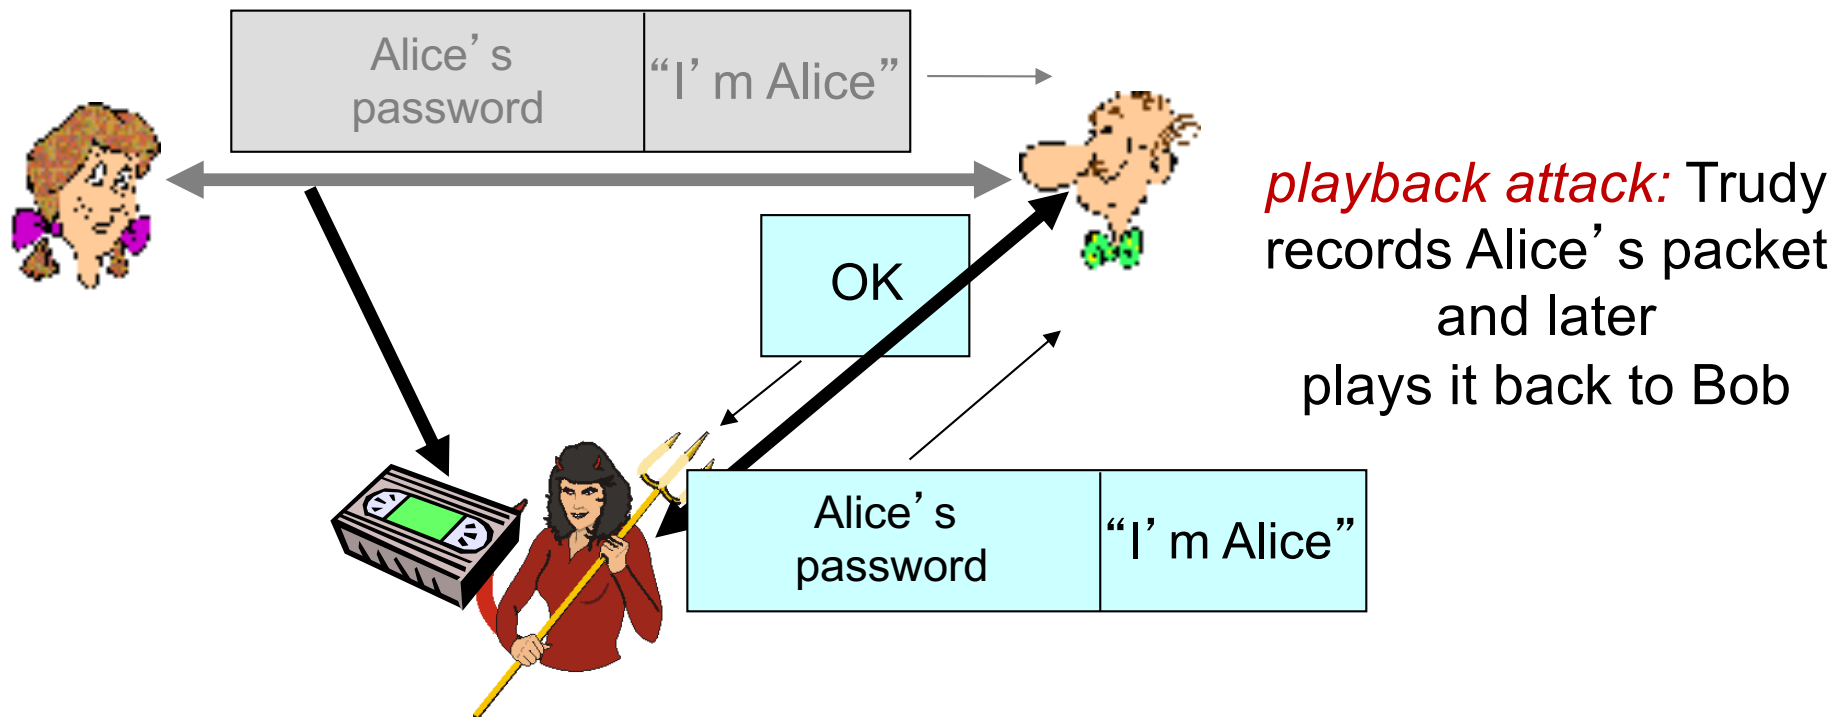 Alice’s
password
“I’m Alice”
playback attack: Trudy
records Alice’s packet
and later
plays it back to Bob
OK
Alice’s
password
“I’m Alice”